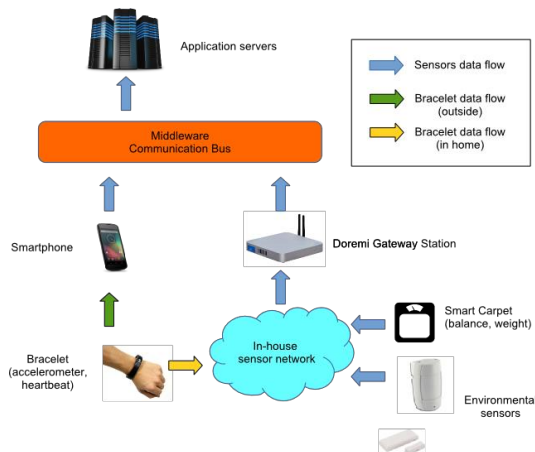 Application servers
Sensors data flow
Bracelet data flow
(outside)
Bracelet data flow
(in home)
Middleware
Communication Bus
Smartphone
Doremi Gateway Station
In-house
sensor network
Smart Carpet
(balance, weight)
Bracelet
(accelerometer,
heartbeat)
Environmenta
sensors